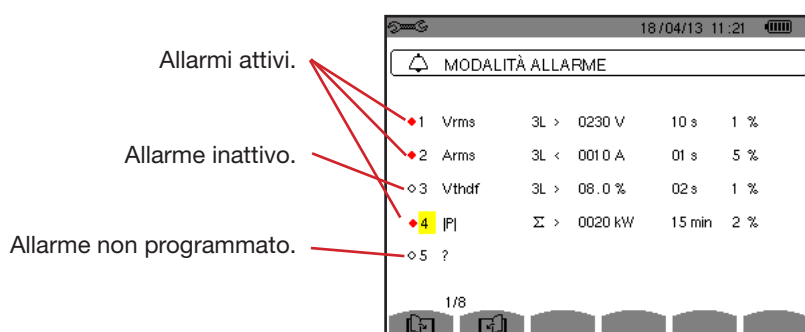 18/04/13 11:21
MODALITÀ ALLARME
Allarmi attivi.
1 Vrms 3L > 0230 V 10 s 1 %
Allarme inattivo.
2 Arms 3L < 0010 A 01 s 5 %
3 Vthdf 3L > 08.0 % 02 s 1 %
4 |P| Σ > 0020 kW 15 min 2 %
Allarme non programmato.
5 ?
1/8